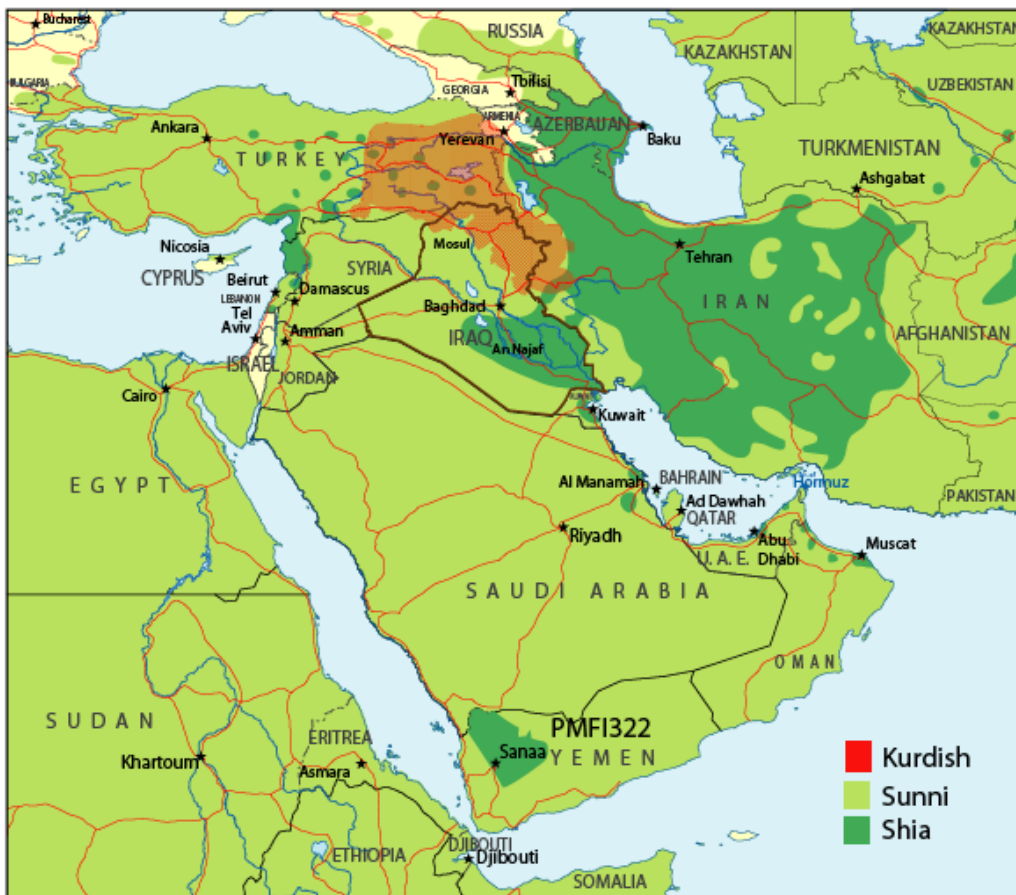 Bucharest
RUSSIA
KAZAKHSTAN
KAZAKHSTAN
BULGARIA
GEORGIA
Tbilisi
UZBEKISTAN
ARMENIA
AZERBAIJAN
Ankara
Yerevan
Baku
TURKEY
TURKMENISTAN
Ashgabat
Nicosia
Mosul
Tehran
CYPRUS
SYRIA
Beirut
Damascus
LEBANON
IRAN
Tel
Aviv
Baghdad
Amman
IRAQ
AFGHANISTAN
An Najaf
ISRAEL
JORDAN
Cairo
Kuwait
EGYPT
Al Manamah
BAHRAIN
Hormuz
Ad Dawhah
PAKISTAN
QATAR
Riyadh
Abu
Dhabi
U. A. E.
Muscat
SAUDI ARABIA
OMAN
SUDAN
PMFI322
ERITREA
Sanaa
YEMEN
Khartoum
Asmara
Kurdish
Sunni
Shia
DJIBOUTI
Djibouti
ETHIOPIA
SOMALIA